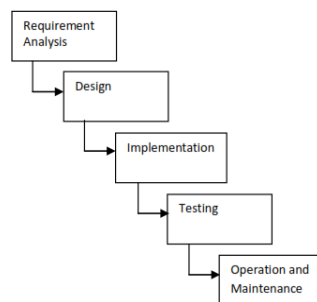 Requirement
Analysis
Design
Implementation
Testing
Operation and
Maintenance